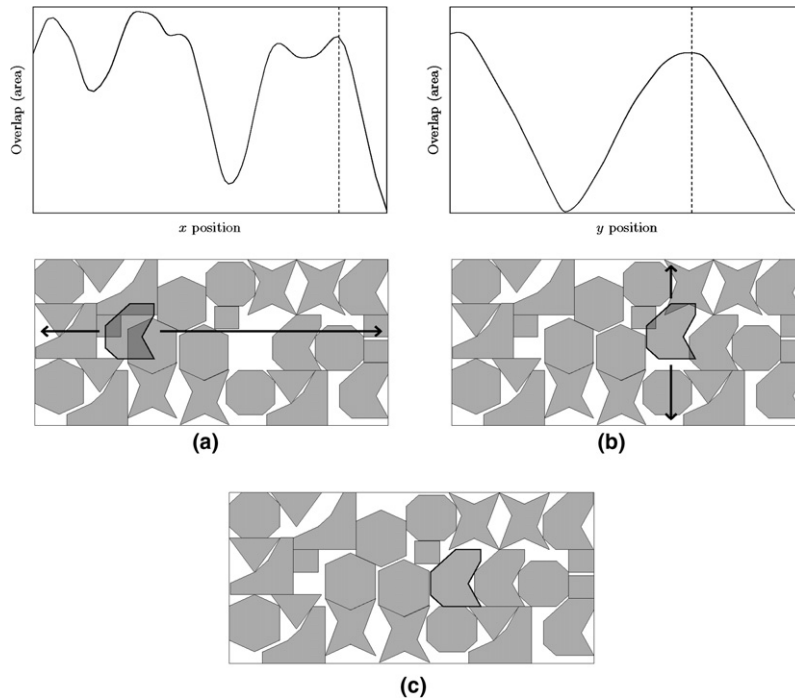 Overlap (area)
x position
Overlap (area)
y position
(a)
(b)
(c)